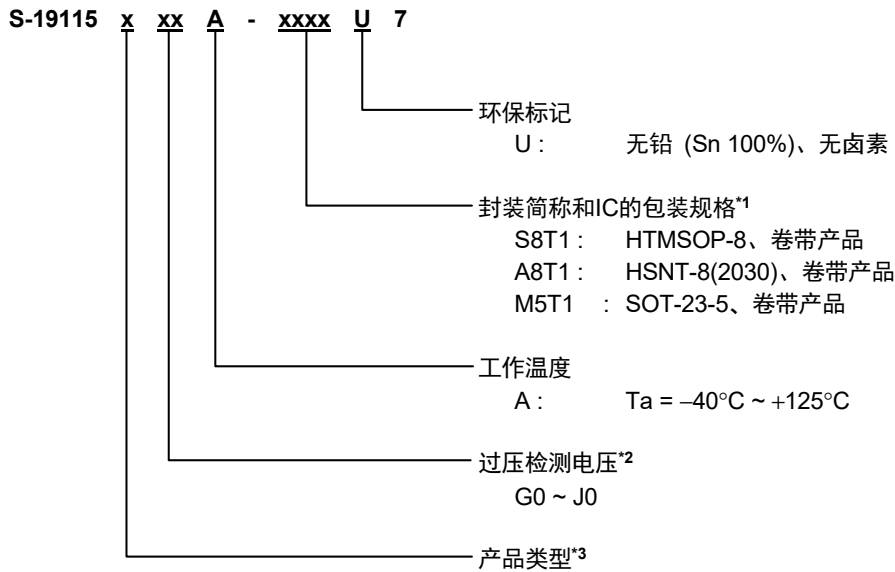 S-19115 x xx A - xxxx U 7
环保标记
U : 无铅 (Sn 100%)、无卤素
封装简称和IC的包装规格*1
S8T1 : HTMSOP-8、卷带产品
A8T1 : HSNT-8(2030)、卷带产品
M5T1 : SOT-23-5、卷带产品
工作温度
A : Ta = −40°C ~ +125°C
过压检测电压*2
G0 ~ J0
产品类型*3